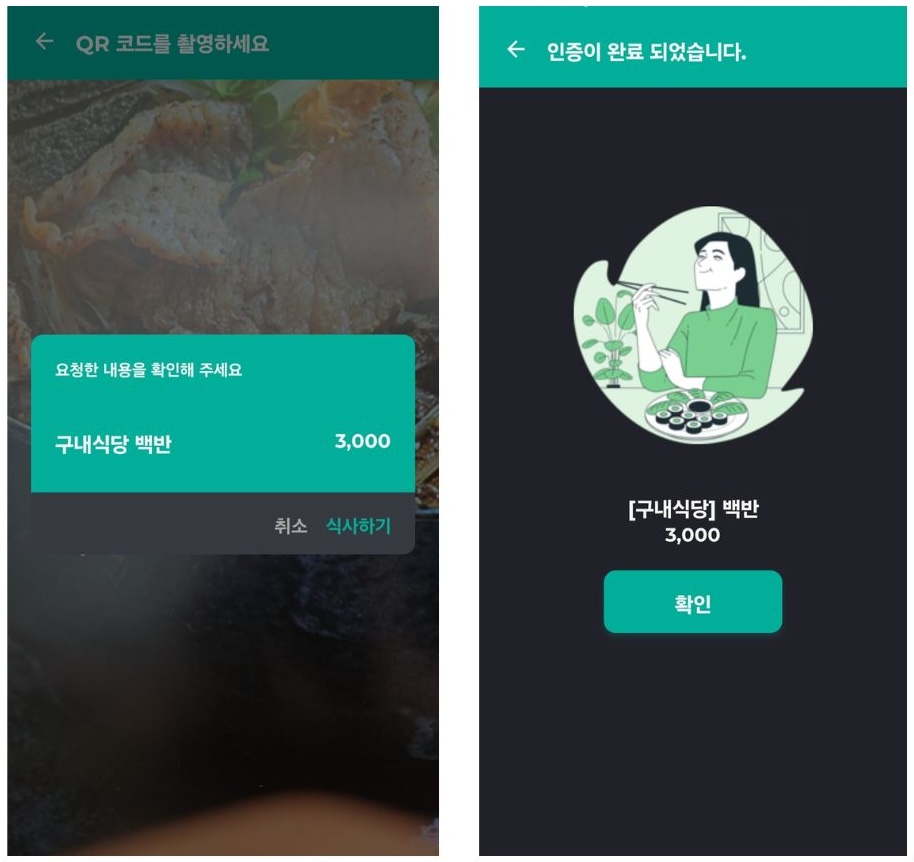 QR 코드를 촬영하세요
요청한 내용을 확인해 주세요
구내식당 백반 3,000
취소 식사하기
인증이 완료 되었습니다.
[구내식당] 백반
3,000
확인